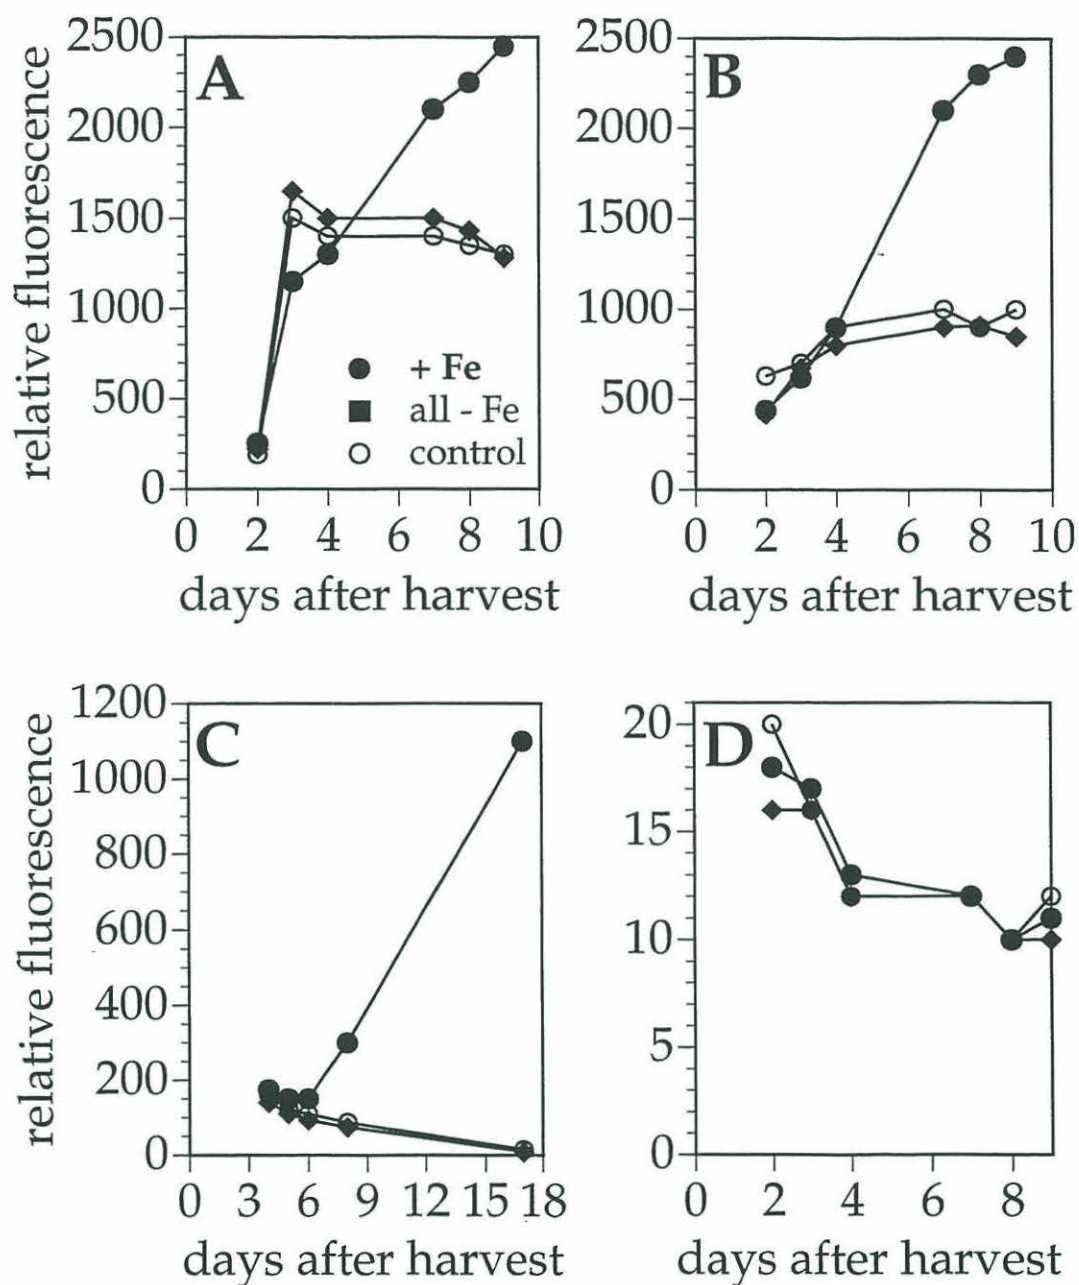 A
relative fluorescence
2500
2000
1500
1000
500
0
+ Fe
all - Fe
control
0 2 4 6 8 10
days after harvest
B
2500
2000
1500
1000
500
0
0 2 4 6 8 10
days after harvest
C
relative fluorescence
1200
1000
800
600
400
200
0
0 3 6 9 12 15 18
days after harvest
D
20
15
10
5
0
0 2 4 6 8
days after harvest